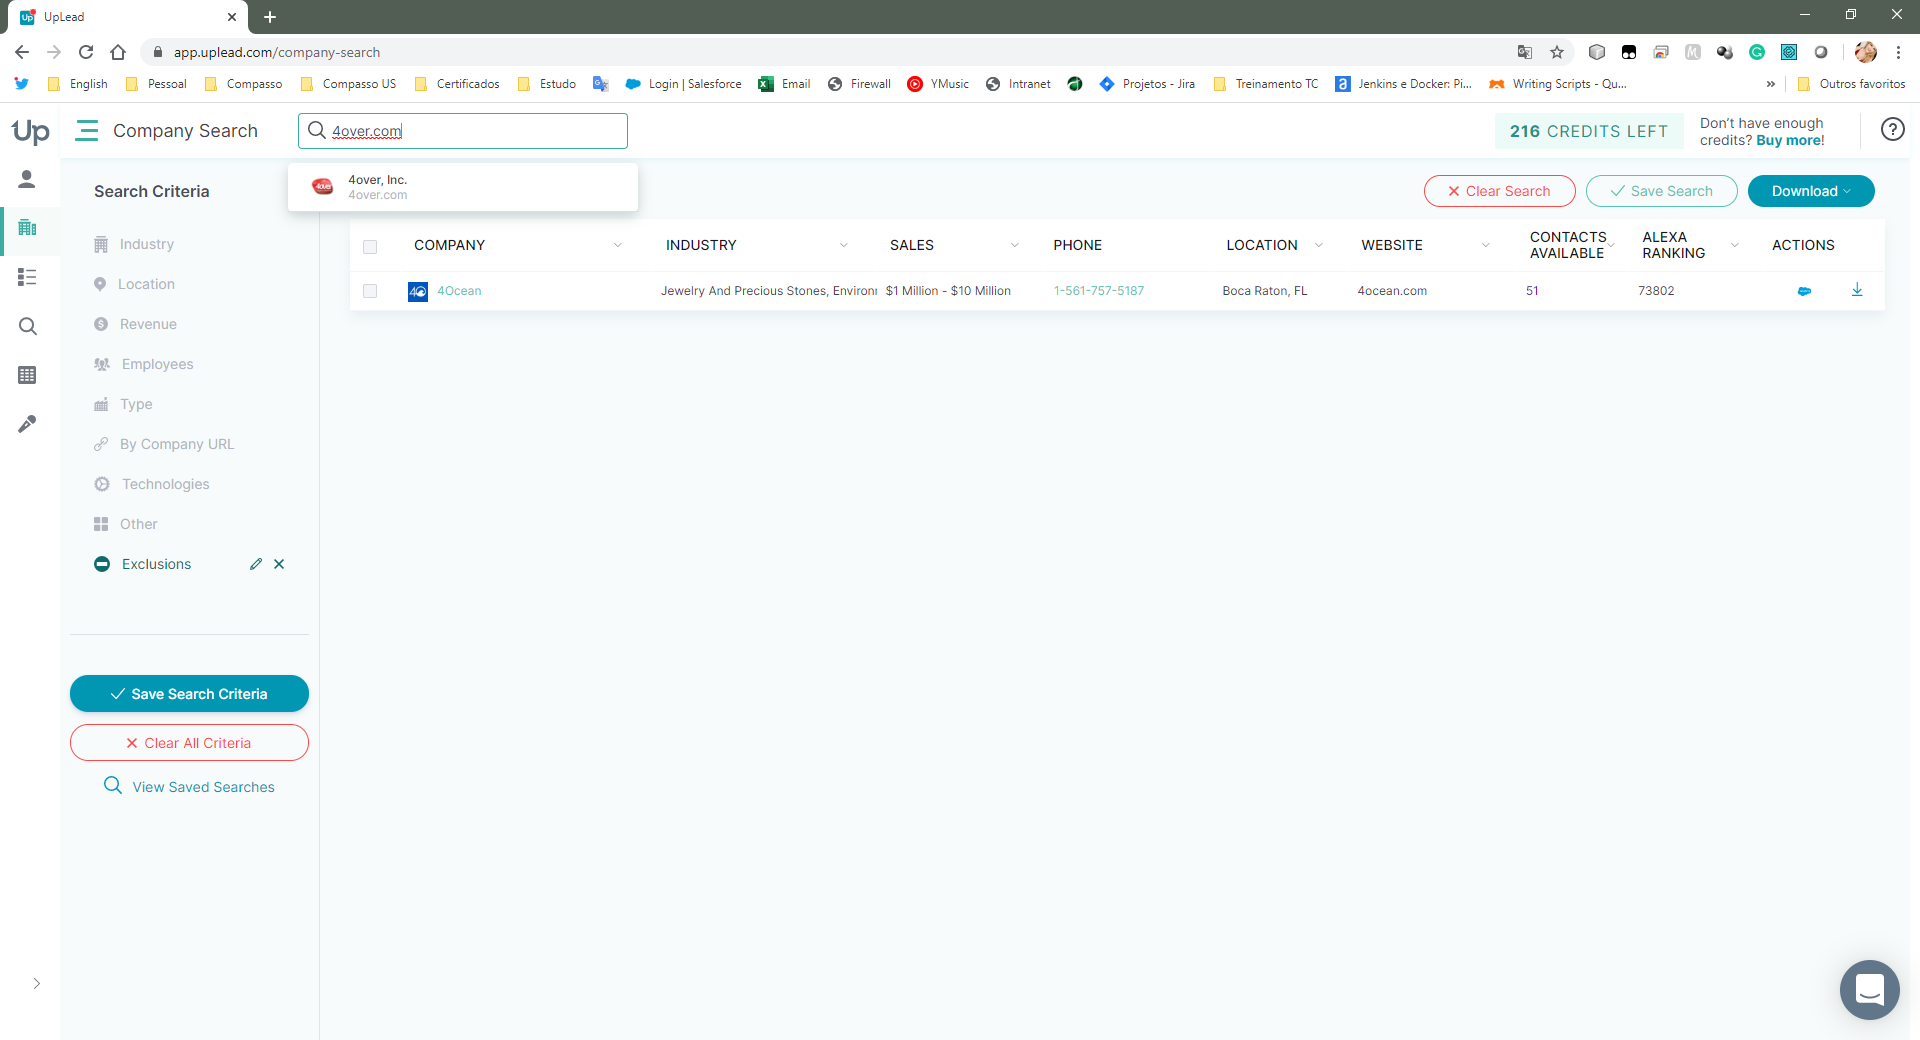 UpLead
app.uplead.com/company-search
English
Pessoal
Compasso
Compasso US
Certificados
Estudo
Login | Salesforce
Email
Firewall
YMusic
Intranet
Projetos - Jira
Treinamento TC
Jenkins e Docker: Pi...
Writing Scripts - Qu...
»
Outros favoritos
Up
Company Search
4over.com
216 CREDITS LEFT
Don't have enough
credits? Buy more!
4over, Inc.
4over.com
Search Criteria
Clear Search
Save Search
Download
Industry
Location
Revenue
Employees
Type
By Company URL
Technologies
Other
Exclusions
Save Search Criteria
Clear All Criteria
View Saved Searches
COMPANY
INDUSTRY
SALES
PHONE
LOCATION
WEBSITE
CONTACTS
AVAILABLE
ALEXA
RANKING
ACTIONS
4Ocean
Jewelry And Precious Stones, Environ
$1 Million - $10 Million
1-561-757-5187
Boca Raton, FL
4ocean.com
51
73802